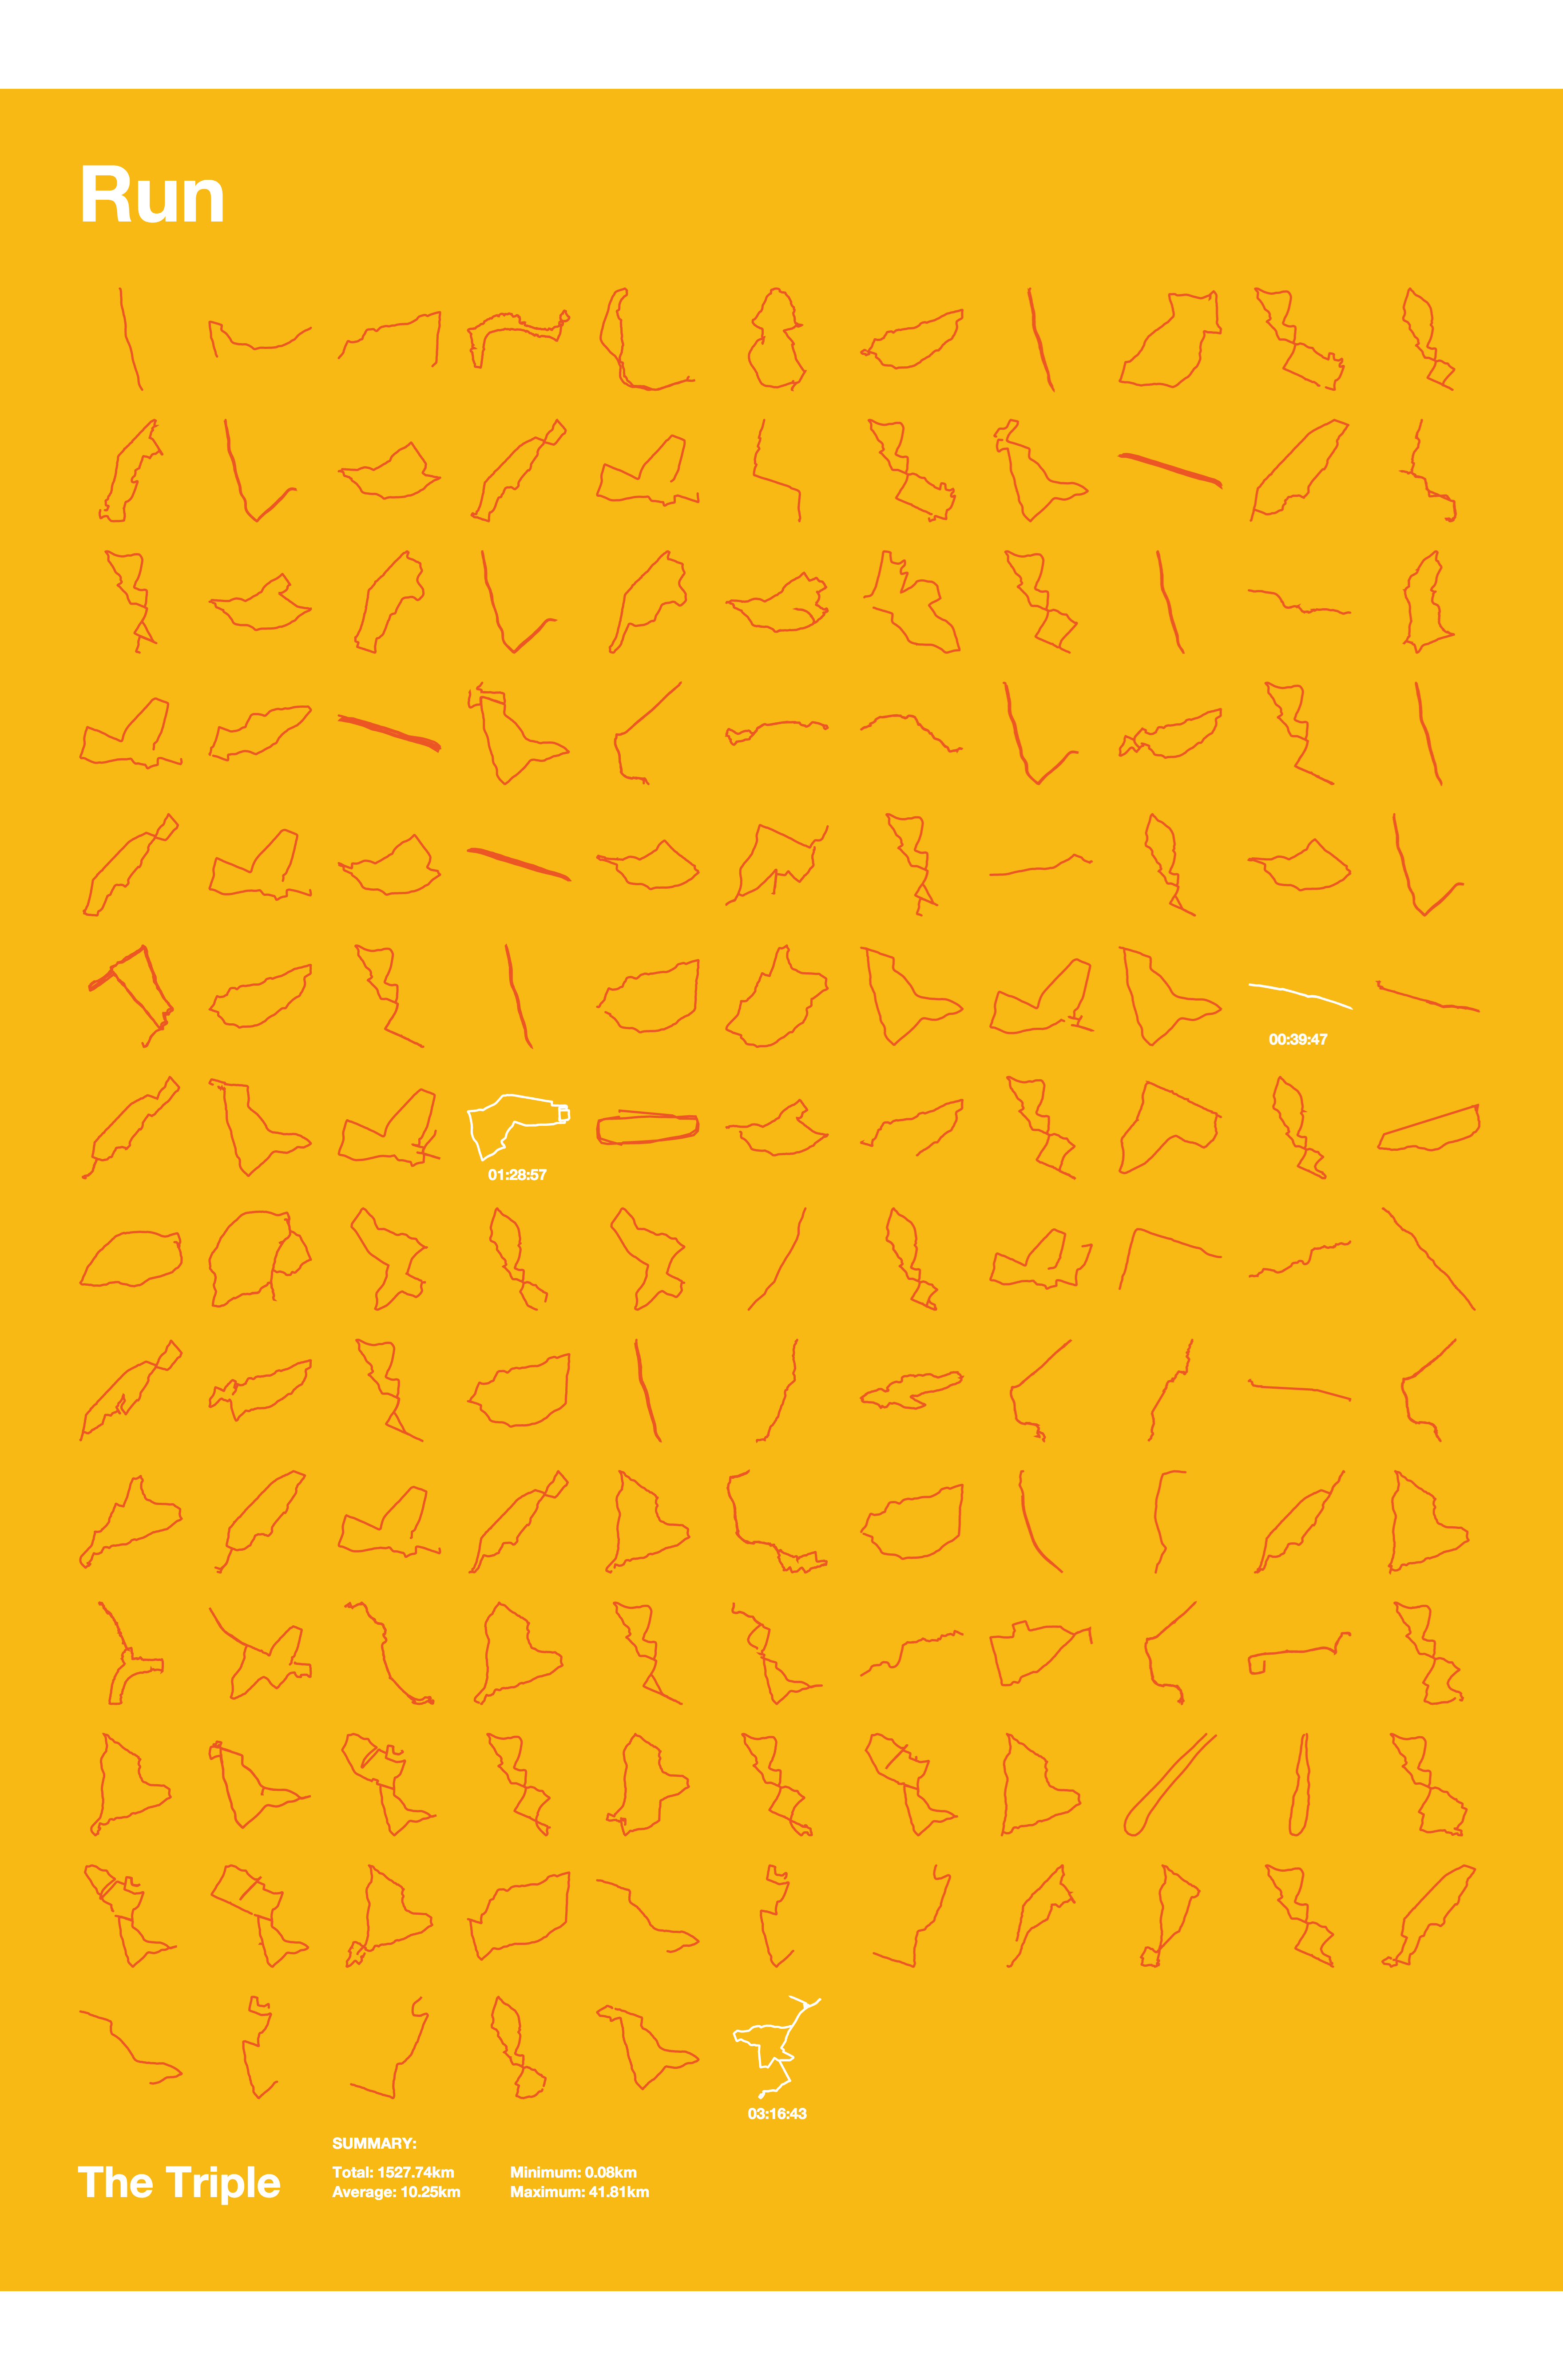 Run
00:39:47
01:28:57
03:16:43
The Triple
SUMMARY:
Total: 1527.74km
Average: 10.25km
Minimum: 0.08km
Maximum: 41.81km